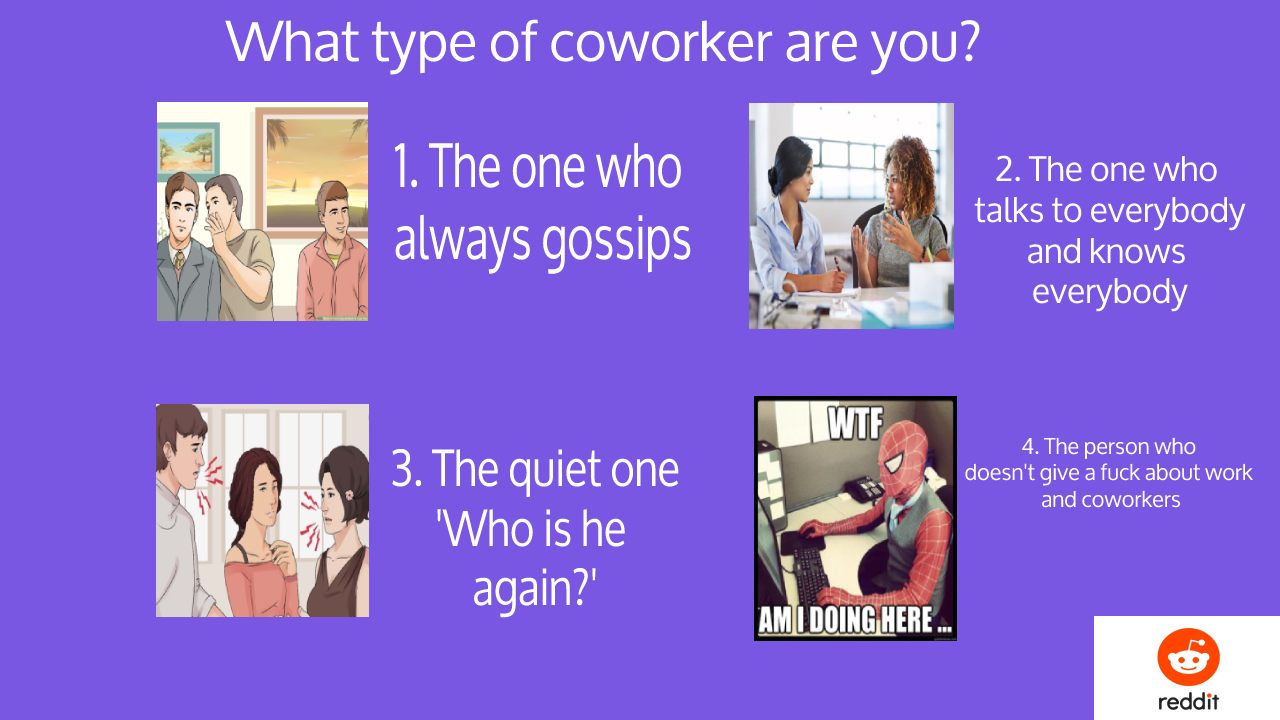 What type of coworker are you?
1. The one who
always gossips
2. The one who
talks to everybody
and knows
everybody
3. The quiet one
'Who is he
again?'
WTF
AM I DOING HERE ...
4. The person who
doesn't give a fuck about work
and coworkers
reddit